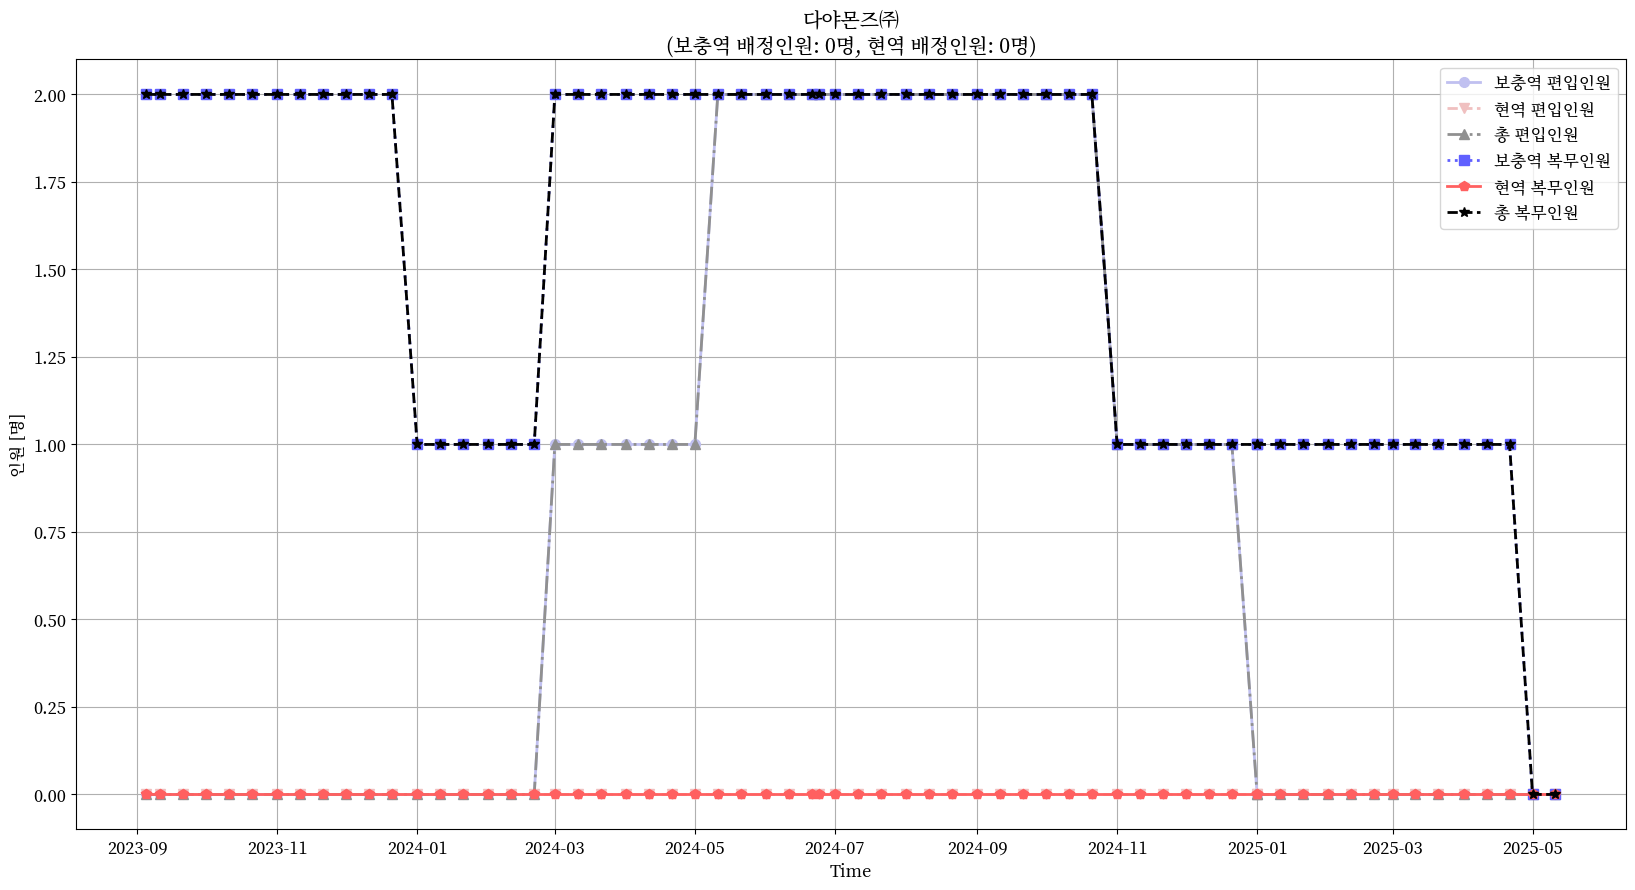 다야몬즈㈜
(보충역 배정인원: 0명, 현역 배정인원: 0명)
보충역 편입인원
현역 편입인원
총 편입인원
보충역 복무인원
현역 복무인원
총 복무인원
인원 [명]
2.00
1.75
1.50
1.25
1.00
0.75
0.50
0.25
0.00
2023-09 2023-11 2024-01 2024-03 2024-05 2024-07 2024-09 2024-11 2025-01 2025-03 2025-05
Time